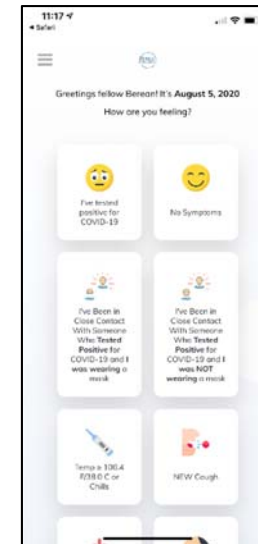 11:17
◂ Safari
Greetings fellow Berean! It's August 5, 2020
How are you feeling?
I've tested
positive for
COVID-19
No Symptoms
I've Been in
Close Contact
With Someone
Who Tested
Positive for
COVID-19 and I
was wearing a
mask
I've Been in
Close Contact
With Someone
Who Tested
Positive for
COVID-19 and I
was NOT
wearing a mask
Temp ≥ 100.4
F/38.0 C or
Chills
NEW Cough